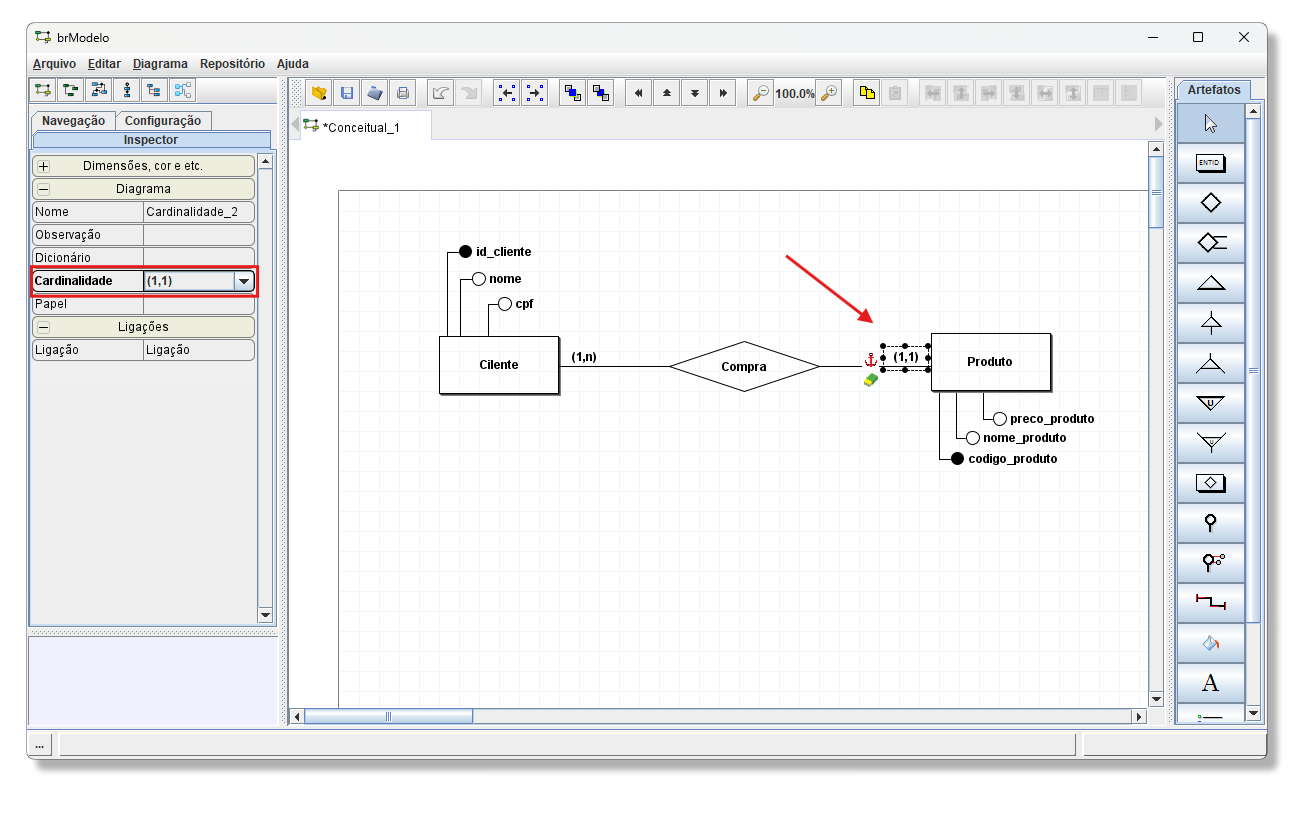 brModelo
Arquivo Editar Diagrama Repositório Ajuda
100.0%
Artefatos
Navegação Configuração
Inspector
*Conceitual_1
Dimensões, cor e etc.
Diagrama
Nome Cardinalidade_2
Observação
Dicionário
Cardinalidade (1,1)
Papel
Ligações
Ligação Ligação
id_cliente
nome
cpf
Cilente
(1,n)
Compra
(1,1)
Produto
preco_produto
nome_produto
codigo_produto
ENTID
U
A
...